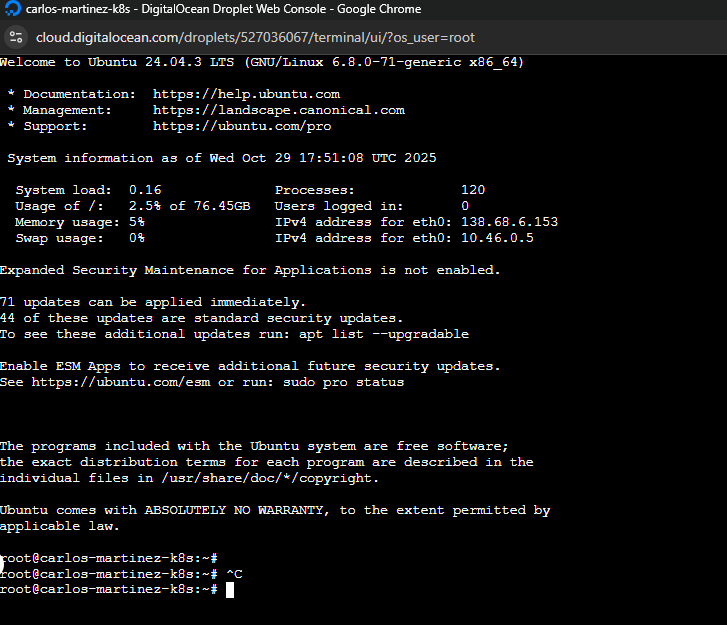 carlos-martinez-k8s - DigitalOcean Droplet Web Console - Google Chrome
cloud.digitalocean.com/droplets/527036067/terminal/ui/?os_user=root
Welcome to Ubuntu 24.04.3 LTS (GNU/Linux 6.8.0-71-generic x86_64)
* Documentation:  https://help.ubuntu.com
* Management:     https://landscape.canonical.com
* Support:        https://ubuntu.com/pro
System information as of Wed Oct 29 17:51:08 UTC 2025
System load:  0.16              Processes:             120
Usage of /:   2.5% of 76.45GB   Users logged in:       0
Memory usage: 5%                IPv4 address for eth0: 138.68.6.153
Swap usage:   0%                IPv4 address for eth0: 10.46.0.5
Expanded Security Maintenance for Applications is not enabled.
71 updates can be applied immediately.
44 of these updates are standard security updates.
To see these additional updates run: apt list --upgradable
Enable ESM Apps to receive additional future security updates.
See https://ubuntu.com/esm or run: sudo pro status
The programs included with the Ubuntu system are free software;
the exact distribution terms for each program are described in the
individual files in /usr/share/doc/*/copyright.
Ubuntu comes with ABSOLUTELY NO WARRANTY, to the extent permitted by
applicable law.
root@carlos-martinez-k8s:~#
root@carlos-martinez-k8s:~# ^C
root@carlos-martinez-k8s:~#